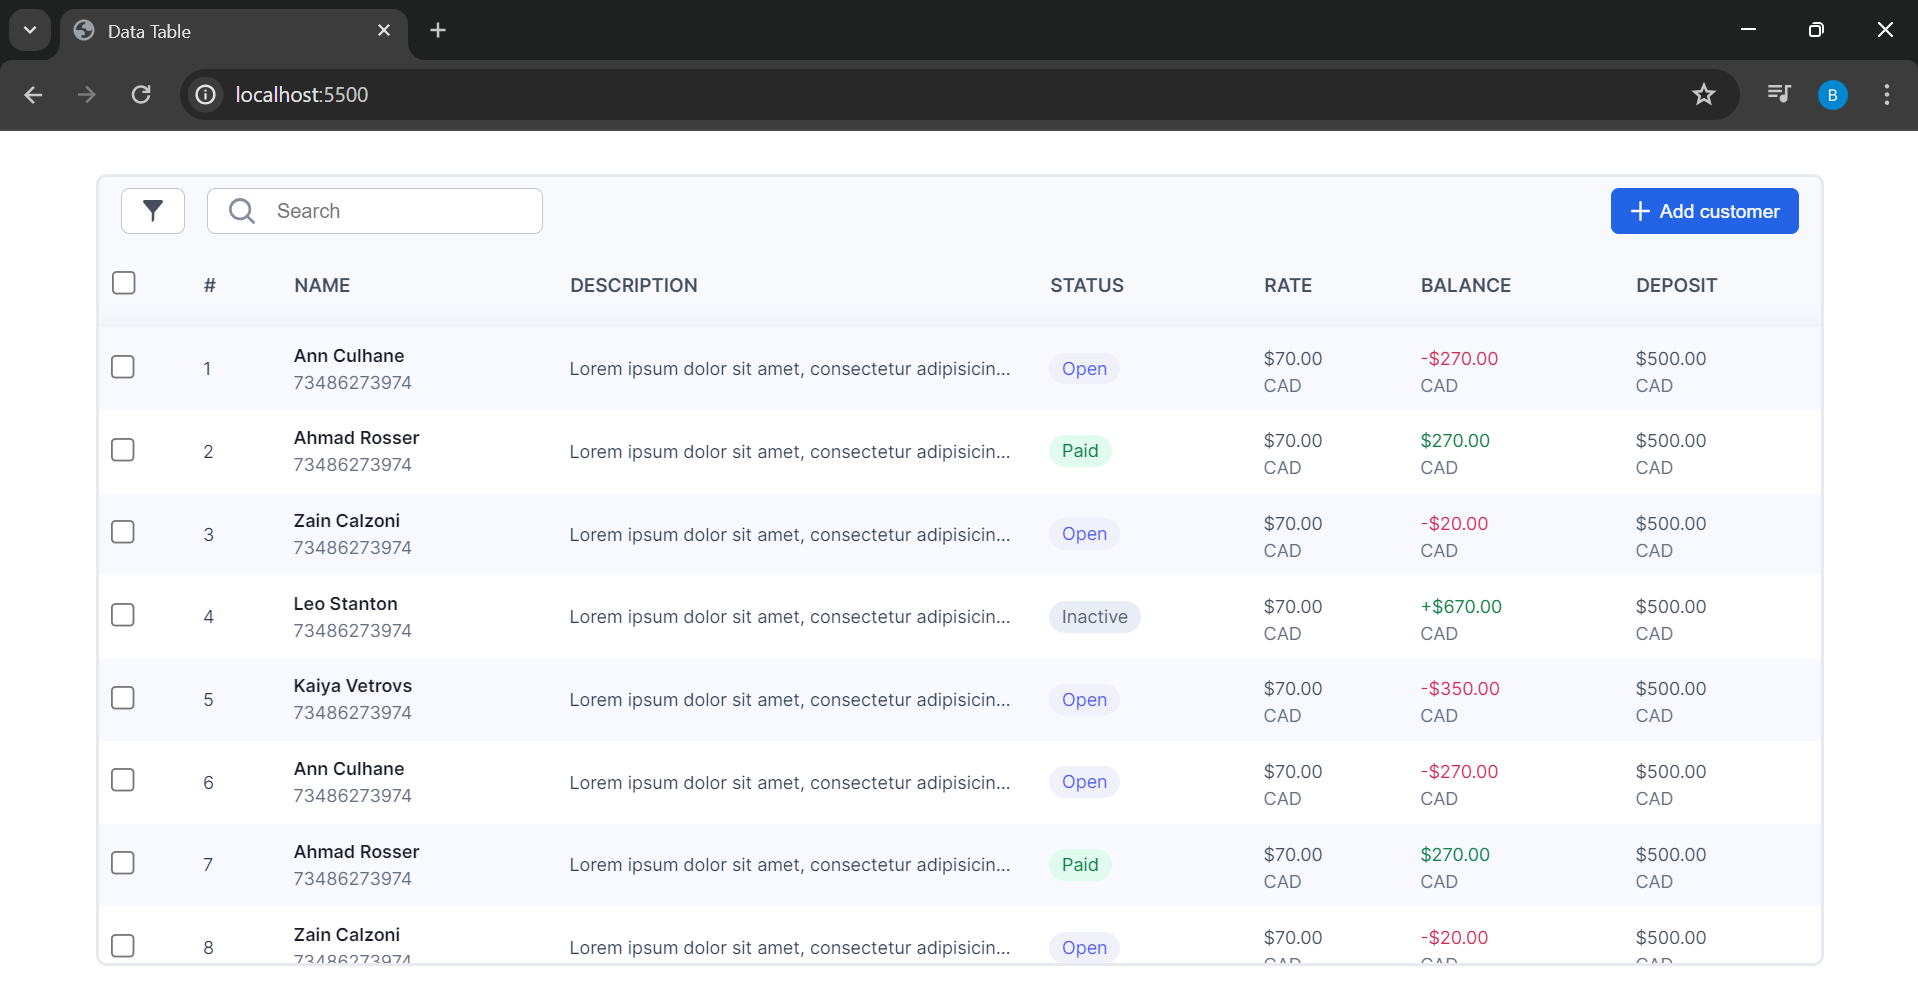 Data Table
localhost:5500
B
Search
Add customer
# NAME DESCRIPTION STATUS RATE BALANCE DEPOSIT
1 Ann Culhane Lorem ipsum dolor sit amet, consectetur adipisicin... Open $70.00 -$270.00 $500.00
73486273974 CAD CAD CAD
2 Ahmad Rosser Lorem ipsum dolor sit amet, consectetur adipisicin... Paid $70.00 $270.00 $500.00
73486273974 CAD CAD CAD
3 Zain Calzoni Lorem ipsum dolor sit amet, consectetur adipisicin... Open $70.00 -$20.00 $500.00
73486273974 CAD CAD CAD
4 Leo Stanton Lorem ipsum dolor sit amet, consectetur adipisicin... Inactive $70.00 +$670.00 $500.00
73486273974 CAD CAD CAD
5 Kaiya Vetrovs Lorem ipsum dolor sit amet, consectetur adipisicin... Open $70.00 -$350.00 $500.00
73486273974 CAD CAD CAD
6 Ann Culhane Lorem ipsum dolor sit amet, consectetur adipisicin... Open $70.00 -$270.00 $500.00
73486273974 CAD CAD CAD
7 Ahmad Rosser Lorem ipsum dolor sit amet, consectetur adipisicin... Paid $70.00 $270.00 $500.00
73486273974 CAD CAD CAD
8 Zain Calzoni Lorem ipsum dolor sit amet, consectetur adipisicin... Open $70.00 -$20.00 $500.00
73486273974 CAD CAD CAD